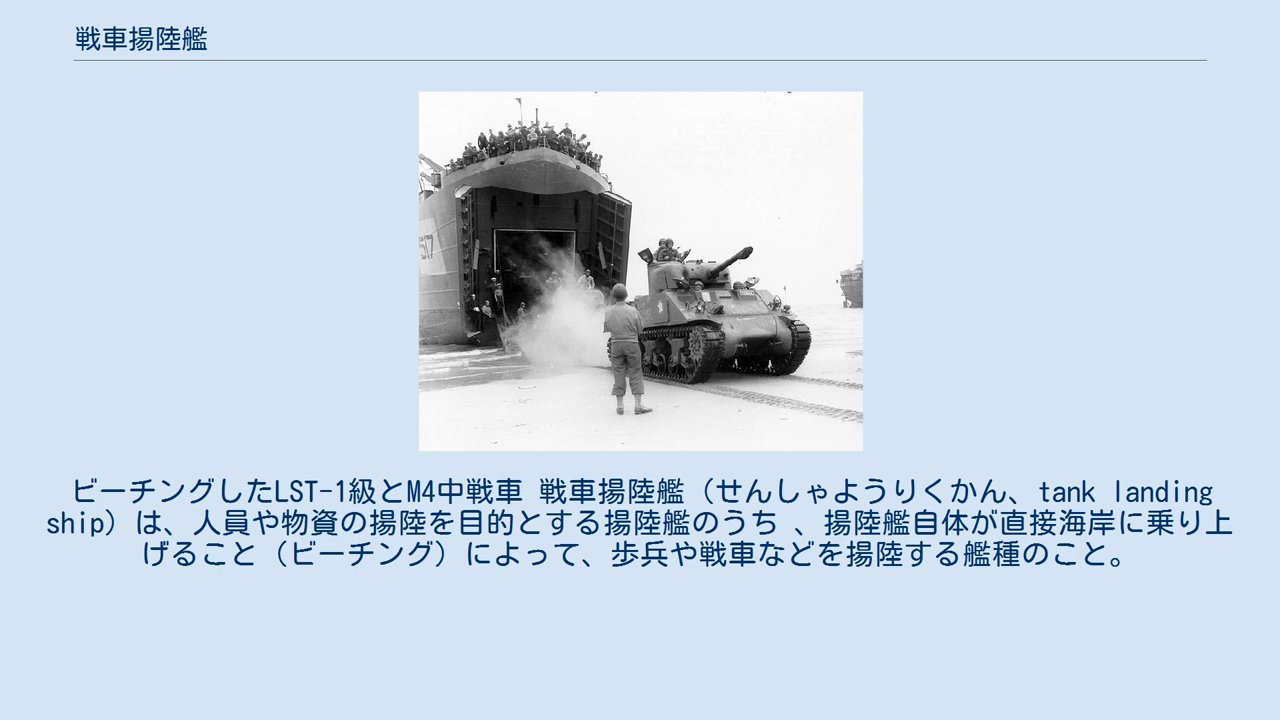 戦車揚陸艦
ビーチングしたLST-1級とM4中戦車 戦車揚陸艦（せんしゃようりくかん、tank landing
ship）は、人員や物資の揚陸を目的とする揚陸艦のうち 、揚陸艦自体が直接海岸に乗り上
げること（ビーチング）によって、歩兵や戦車などを揚陸する艦種のこと。